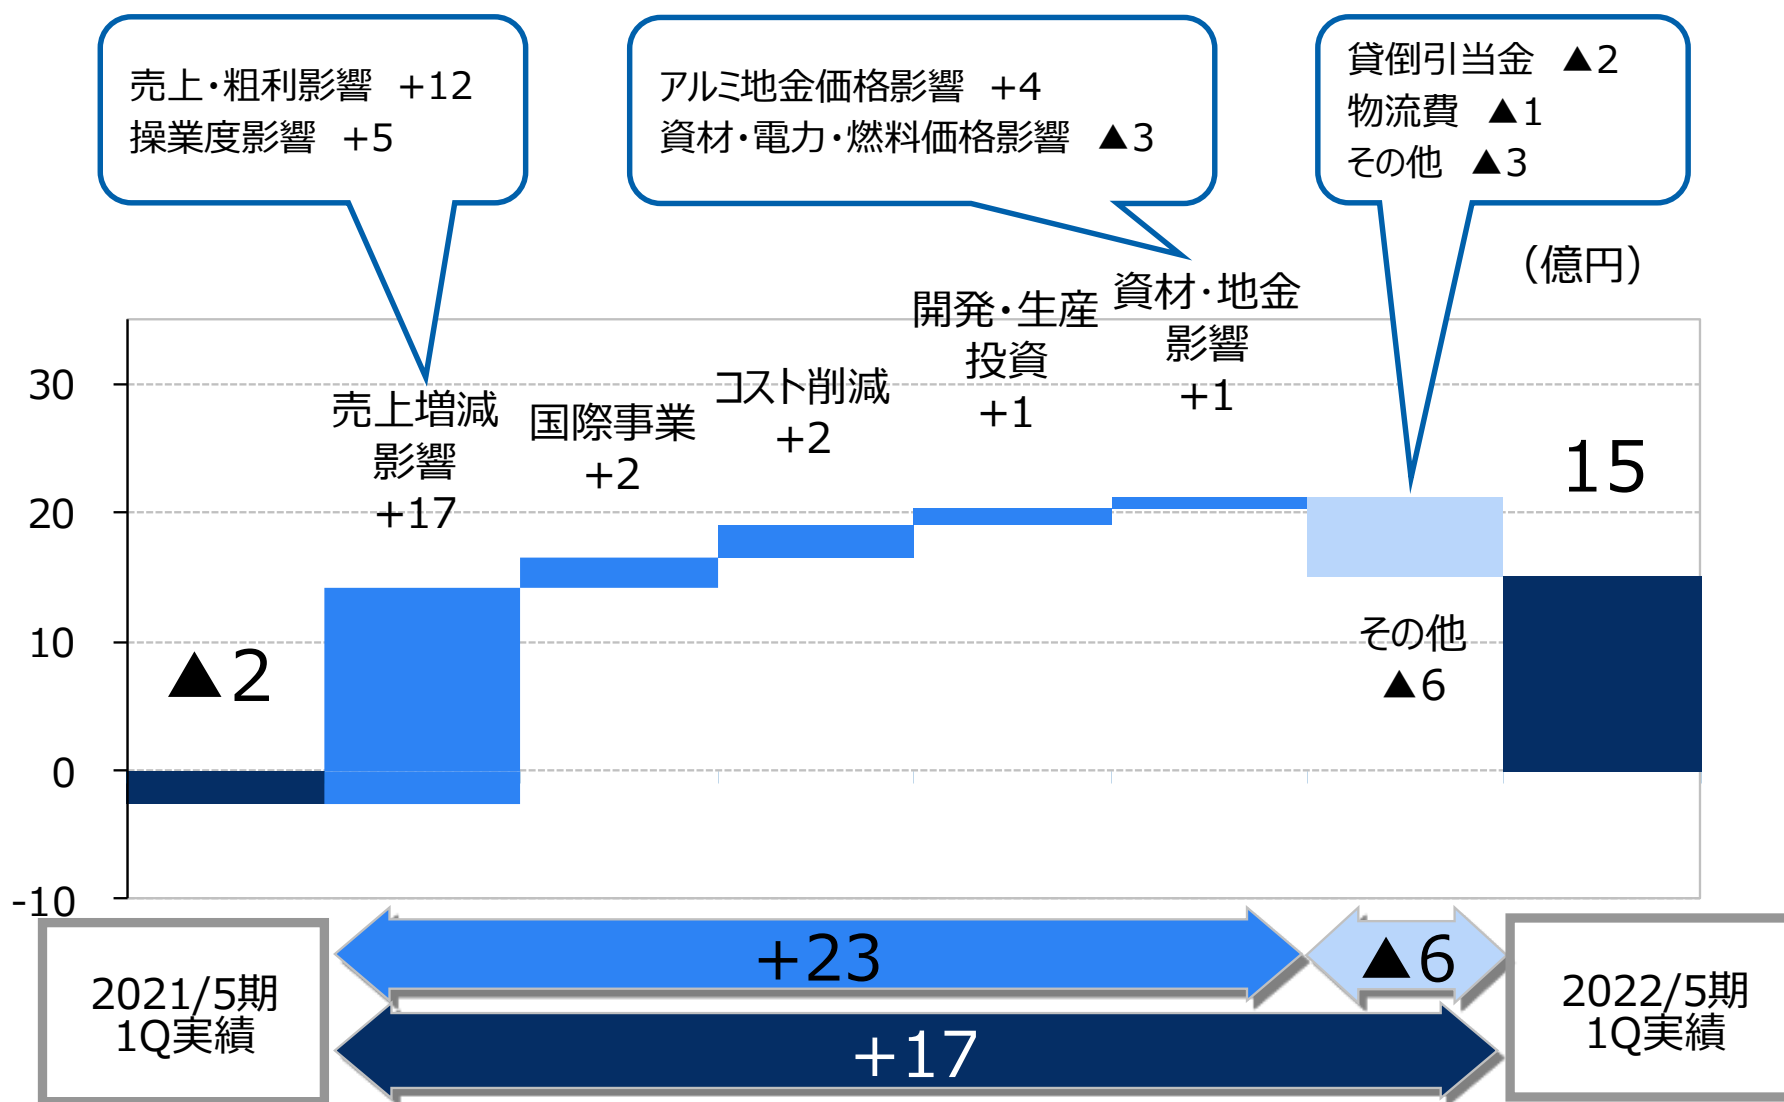 売上・粗利影響 +12
操業度影響 +5
アルミ地金価格影響 +4
資材・電力・燃料価格影響 ▲3
貸倒引当金 ▲2
物流費 ▲1
その他 ▲3
（億円）
30
20
10
0
-10
▲2
売上増減
影響
+17
国際事業
+2
コスト削減
+2
開発・生産
投資
+1
資材・地金
影響
+1
その他
▲6
15
2021/5期
1Q実績
+23
▲6
+17
2022/5期
1Q実績